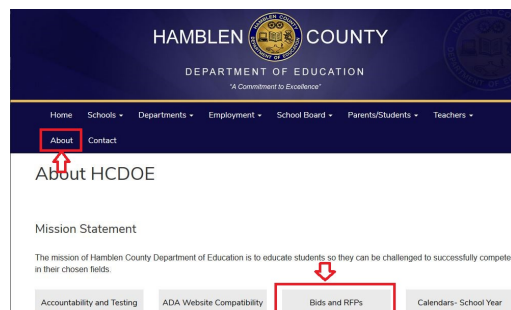 HAMBLEN COUNTY
DEPARTMENT OF EDUCATION
"A Commitment to Excellence"
Home Schools Departments Employment School Board Parents/Students Teachers
About Contact
About HCDOE
Mission Statement
The mission of Hamblen County Department of Education is to educate students so they can be challenged to successfully compete
in their chosen fields.
Accountability and Testing ADA Website Compatibility Bids and RFPs Calendars- School Year